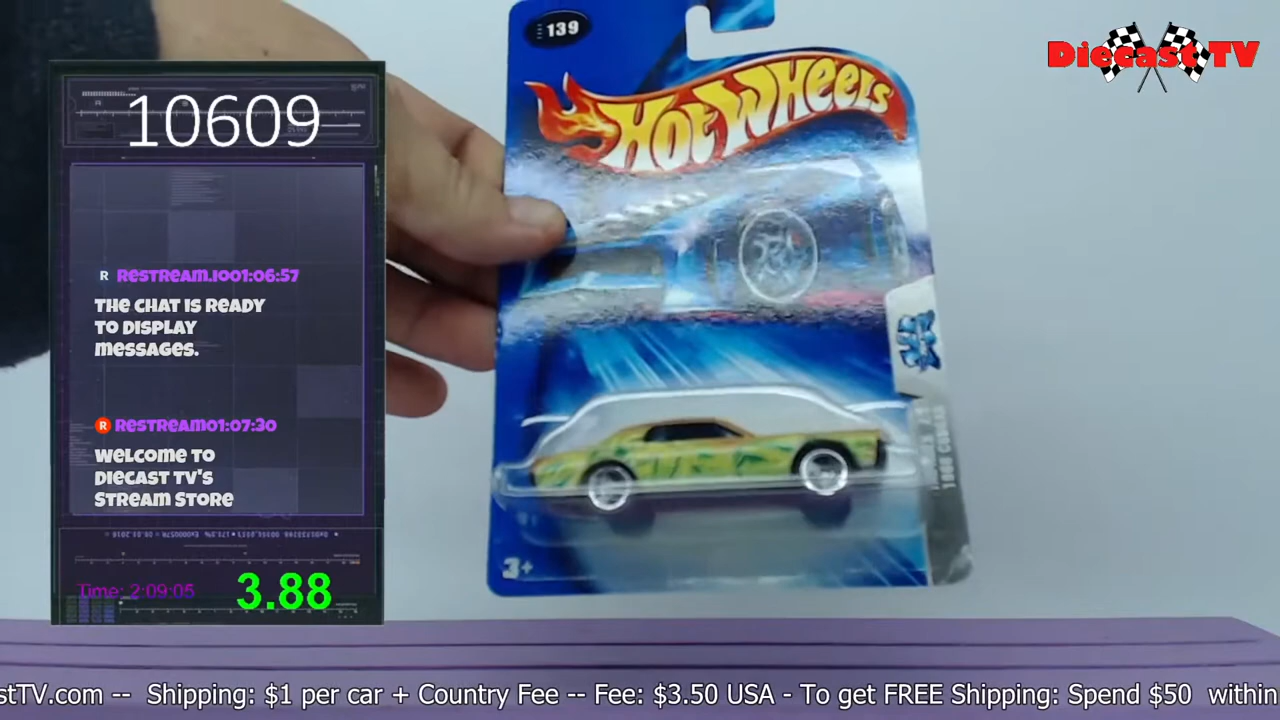 10609
R Restream.io01:06:57
The chat is ready
to display
messages.
R Restream01:07:30
Welcome to
Diecast TV's
Stream Store
Time: 2:09:05
3.88
139
Hot Wheels
3+
1968 COUGAR
Diecast TV
stTV.com -- Shipping: $1 per car + Country Fee -- Fee: $3.50 USA - To get FREE Shipping: Spend $50 within